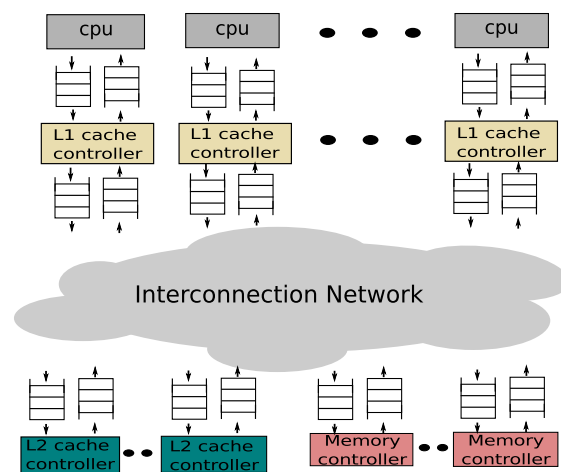 cpu
cpu
cpu
L1 cache
controller
L1 cache
controller
L1 cache
controller
Interconnection Network
L2 cache
controller
L2 cache
controller
Memory
controller
Memory
controller